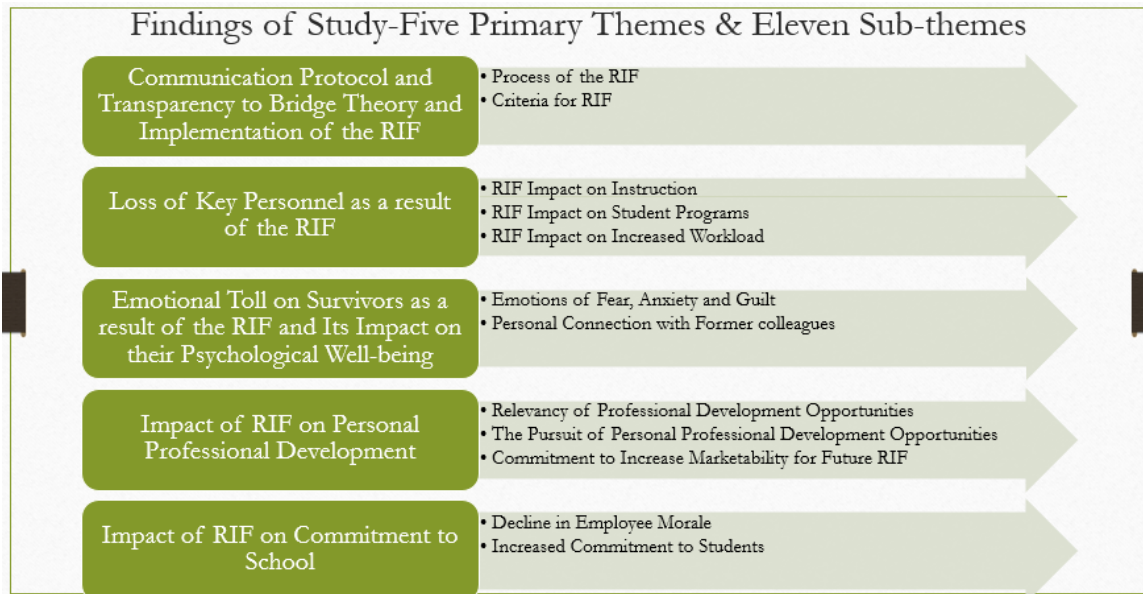 Findings of Study-Five Primary Themes & Eleven Sub-themes
Communication Protocol and
Transparency to Bridge Theory and
Implementation of the RIF
• Process of the RIF
• Criteria for RIF
Loss of Key Personnel as a result
of the RIF
• RIF Impact on Instruction
• RIF Impact on Student Programs
• RIF Impact on Increased Workload
Emotional Toll on Survivors as a
result of the RIF and Its Impact on
their Psychological Well-being
• Emotions of Fear, Anxiety and Guilt
• Personal Connection with Former colleagues
Impact of RIF on Personal
Professional Development
• Relevancy of Professional Development Opportunities
• The Pursuit of Personal Professional Development Opportunities
• Commitment to Increase Marketability for Future RIF
Impact of RIF on Commitment to
School
• Decline in Employee Morale
• Increased Commitment to Students